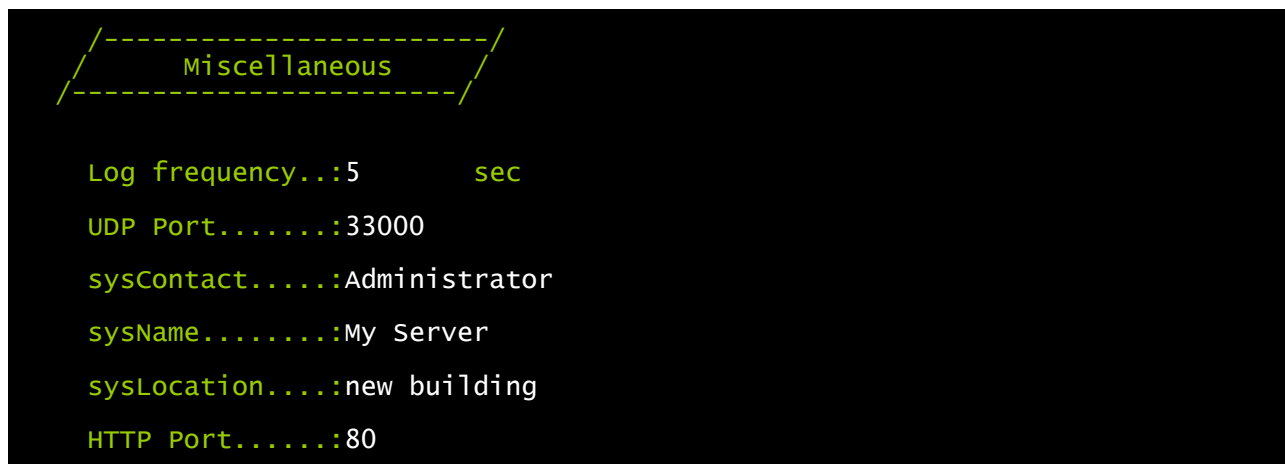 /------------------------/
/ Miscellaneous /
/------------------------/
Log frequency..:5 sec
UDP Port.......:33000
sysContact.....:Administrator
sysName........:My Server
sysLocation....:new building
HTTP Port......:80